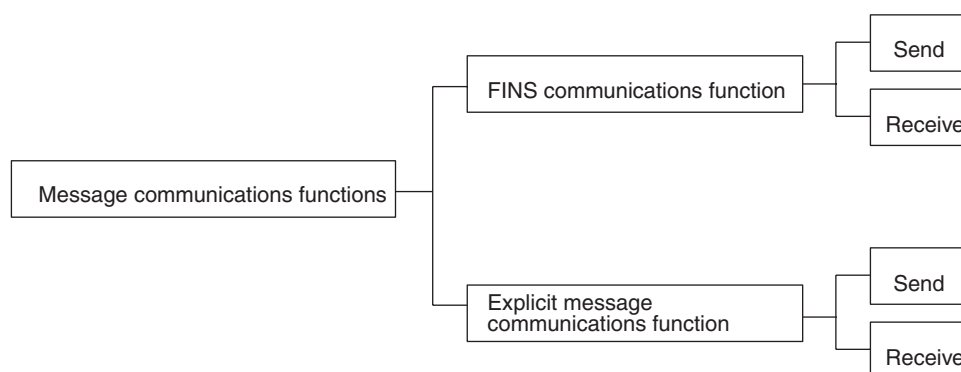 Message communications functions
FINS communications function
Send
Receive
Explicit message
communications function
Send
Receive